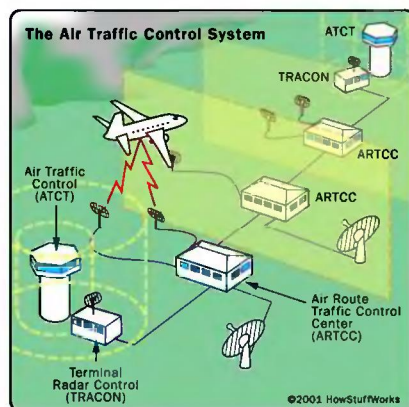 The Air Traffic Control System
ATCT
TRACON
ARTCC
ARTCC
Air Traffic
Control
(ATCT)
Air Route
Traffic Control
Center
(ARTCC)
Terminal
Radar Control
(TRACON)
©2001 HowStuffWorks